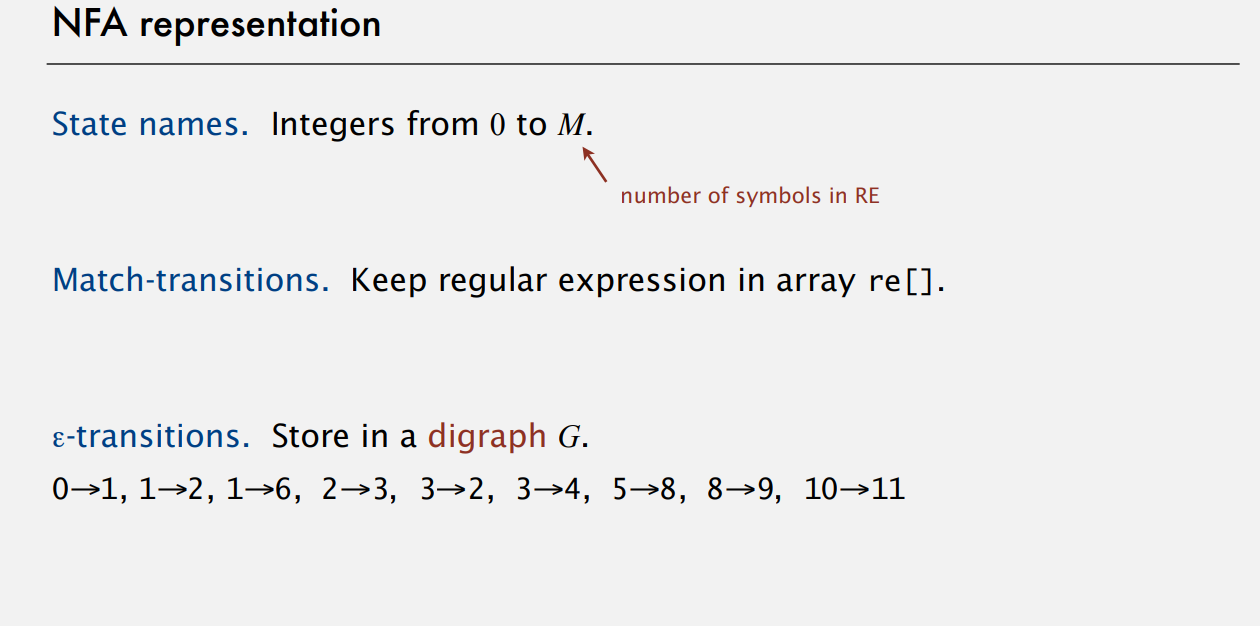 NFA representation
State names. Integers from 0 to M.
number of symbols in RE
Match-transitions. Keep regular expression in array re[].
ε-transitions. Store in a digraph G.
0→1, 1→2, 1→6, 2→3, 3→2, 3→4, 5→8, 8→9, 10→11